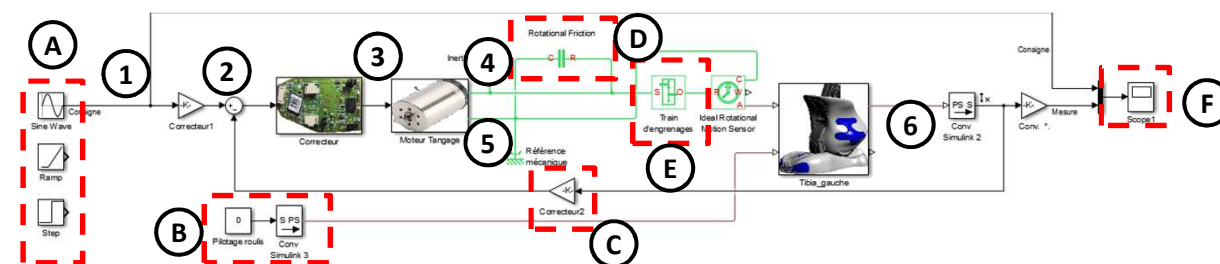 A
Sine Wave
Ramp
Step
1
Consigne
-K-
Correcteur1
2
Correcteur
3
Moteur Tangage
Inert
4
5
Rotational Friction
C R
D
Référence
mécanique
S O
Train
d'engrenages
E
R W
C
A
Ideal Rotational
Motion Sensor
Tibia_gauche
6
PS S
Conv
Simulink 2
-K-
Conv. °.
Consigne
Mesure
Scope1
F
B
0
Pilotage roulis
S PS
Conv
Simulink 3
-K-
Correcteur2
C